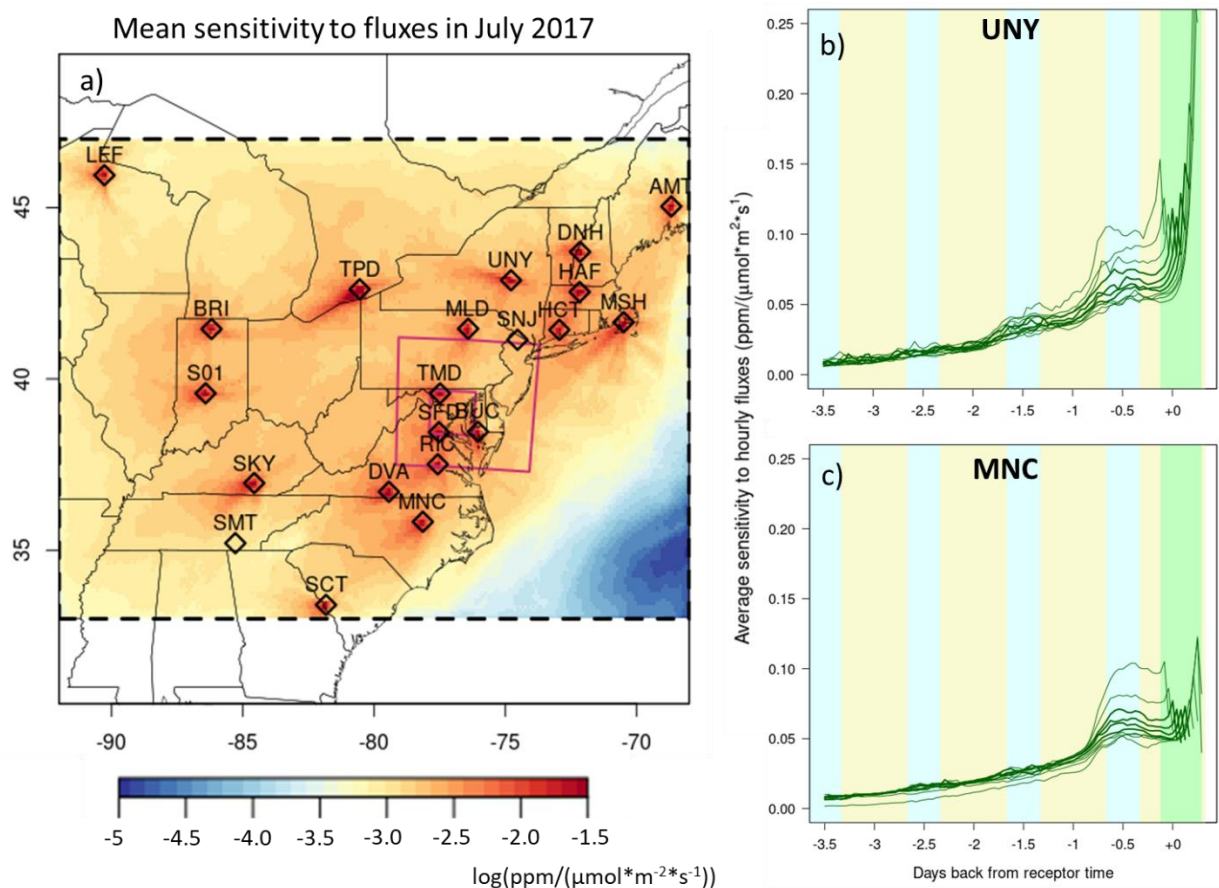 Mean sensitivity to fluxes in July 2017
a)
45
40
35
LEF
AMT
DNH
UNY
HAF
TPD
MSH
BRI
MLD
HCT
SNJ
S01
TMD
SFD
BUC
RIC
SKY
DVA
MNC
SMT
SCT
-90
-85
-80
-75
-70
-5
-4.5
-4.0
-3.5
-3.0
-2.5
-2.0
-1.5
log(ppm/(μmol*m⁻²*s⁻¹))
Average sensitivity to hourly fluxes (ppm/(μmol*m²*s¹)
b)
UNY
0.25
0.20
0.15
0.10
0.05
0.00
-3.5
-3
-2.5
-2
-1.5
-1
-0.5
+0
c)
MNC
0.25
0.20
0.15
0.10
0.05
0.00
-3.5
-3
-2.5
-2
-1.5
-1
-0.5
+0
Days back from receptor time